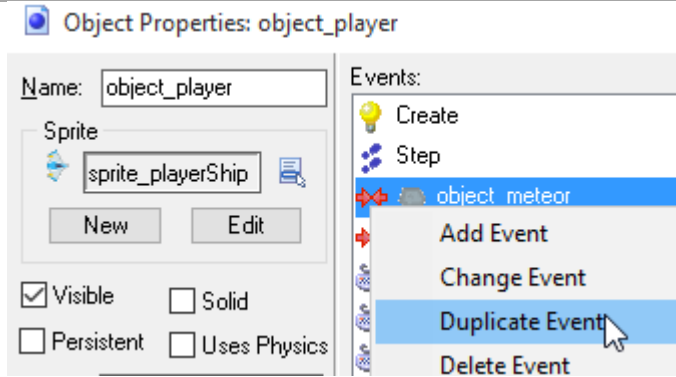 Object Properties: object_player
Name: object_player
Sprite
sprite_playerShip
New Edit
Visible Solid
Persistent Uses Physics
Events:
Create
Step
object_meteor
Add Event
Change Event
Duplicate Event
Delete Event